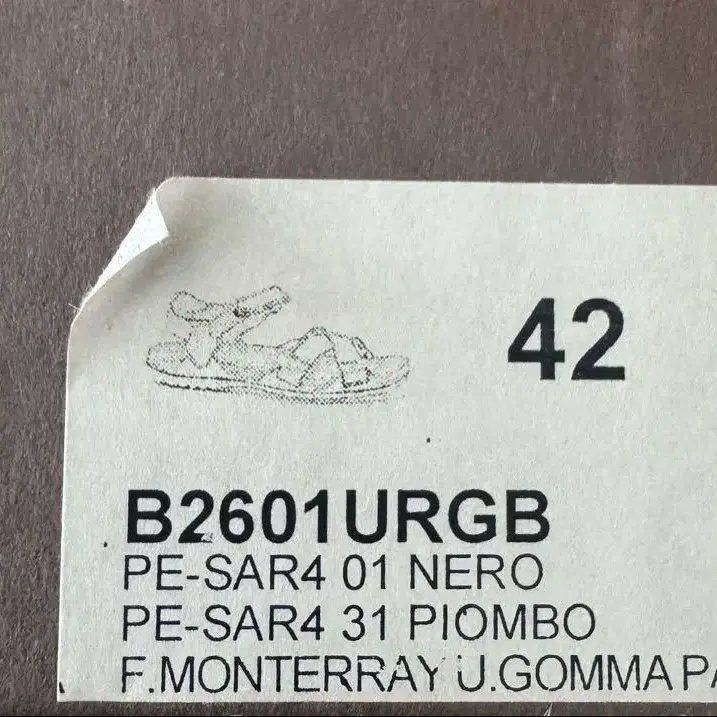 42
B2601URGB
PE-SAR4 01 NERO
PE-SAR4 31 PIOMBO
F.MONTERRAY U.GOMMA